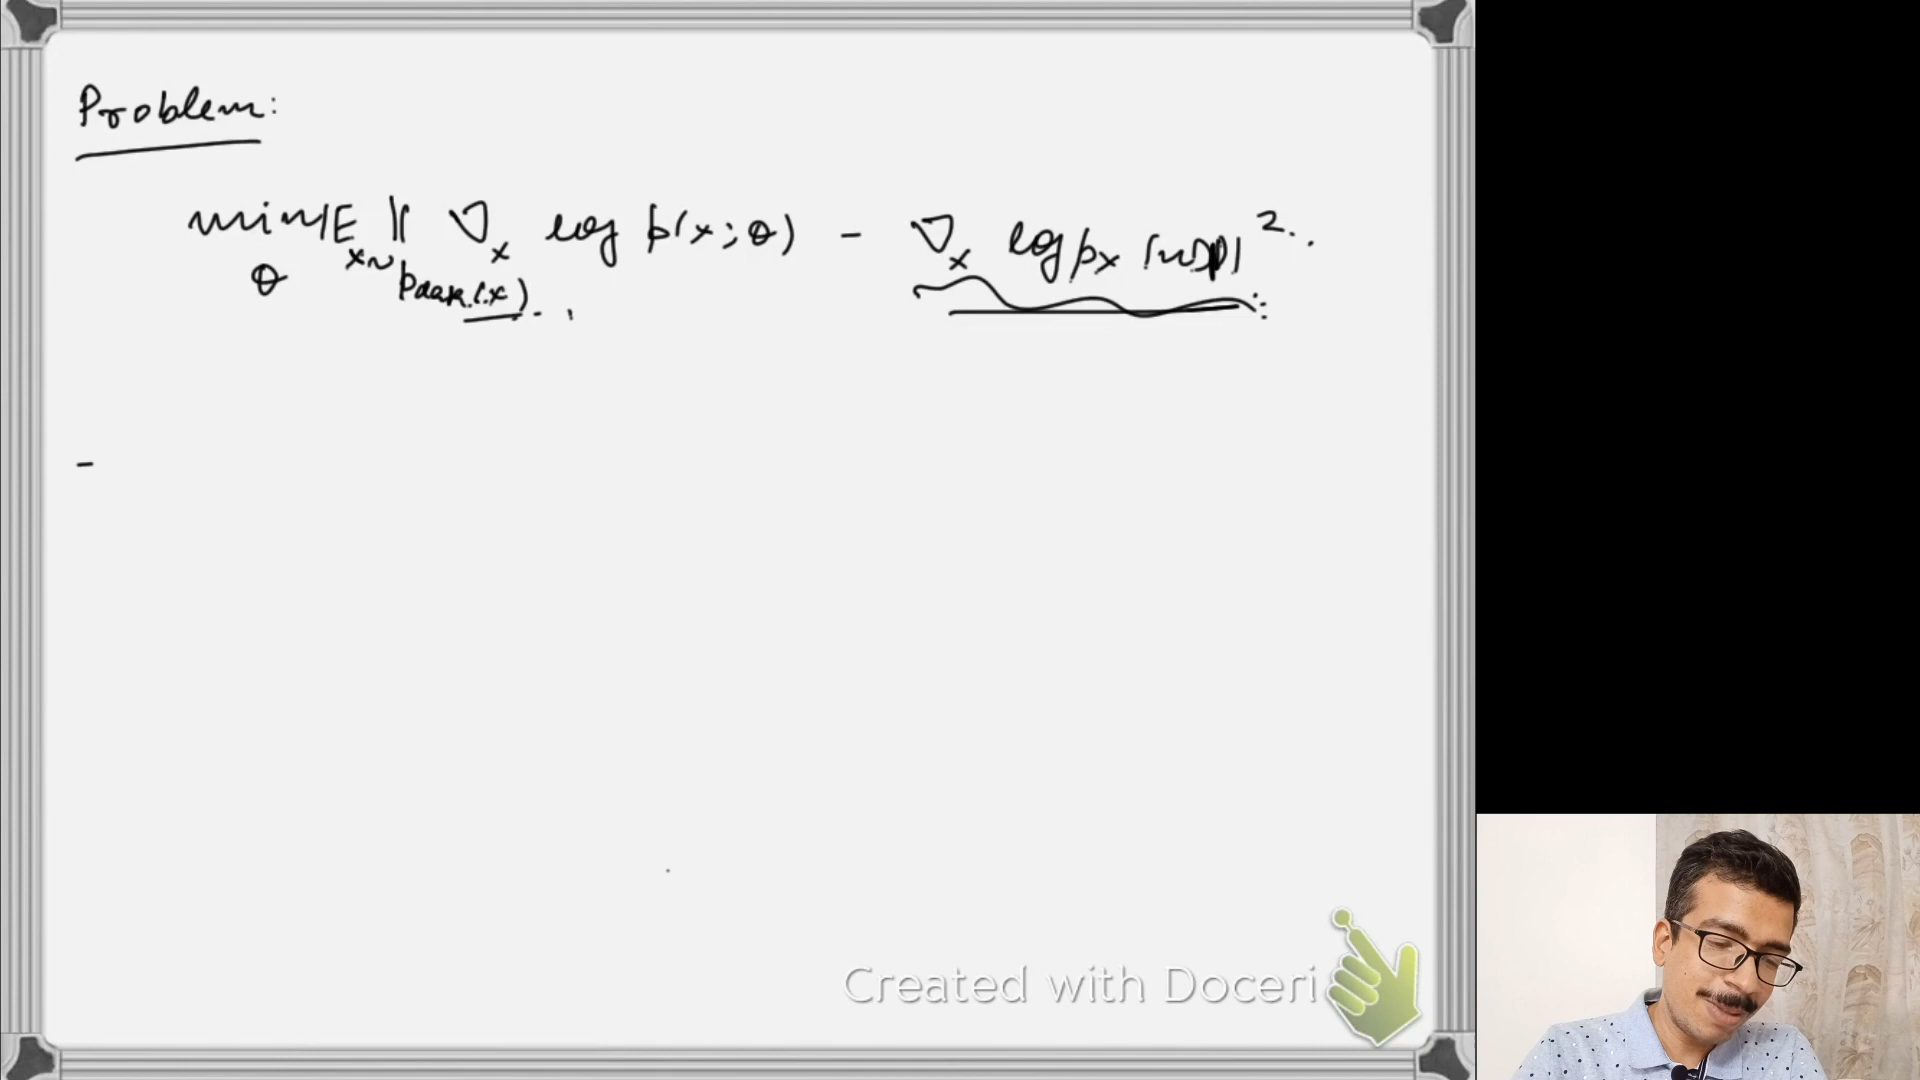 Problem:
min E || ∇x log p(x;θ) - ∇x log px (x)||²..
θ x~ pdata(x)..
-
Created with Doceri